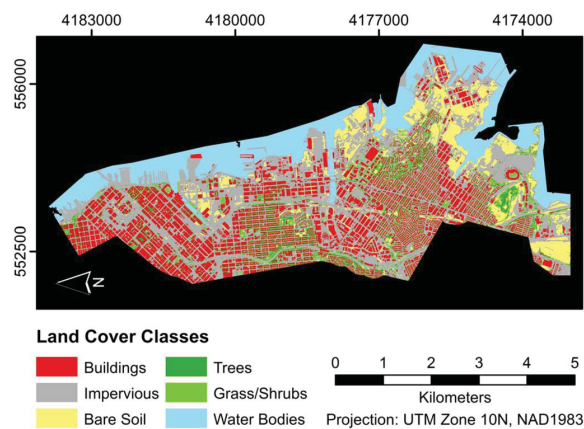 4183000 4180000 4177000 4174000
556000
552500
N
Land Cover Classes
Buildings Trees
Impervious Grass/Shrubs
Bare Soil Water Bodies
0 1 2 3 4 5
Kilometers
Projection: UTM Zone 10N, NAD1983